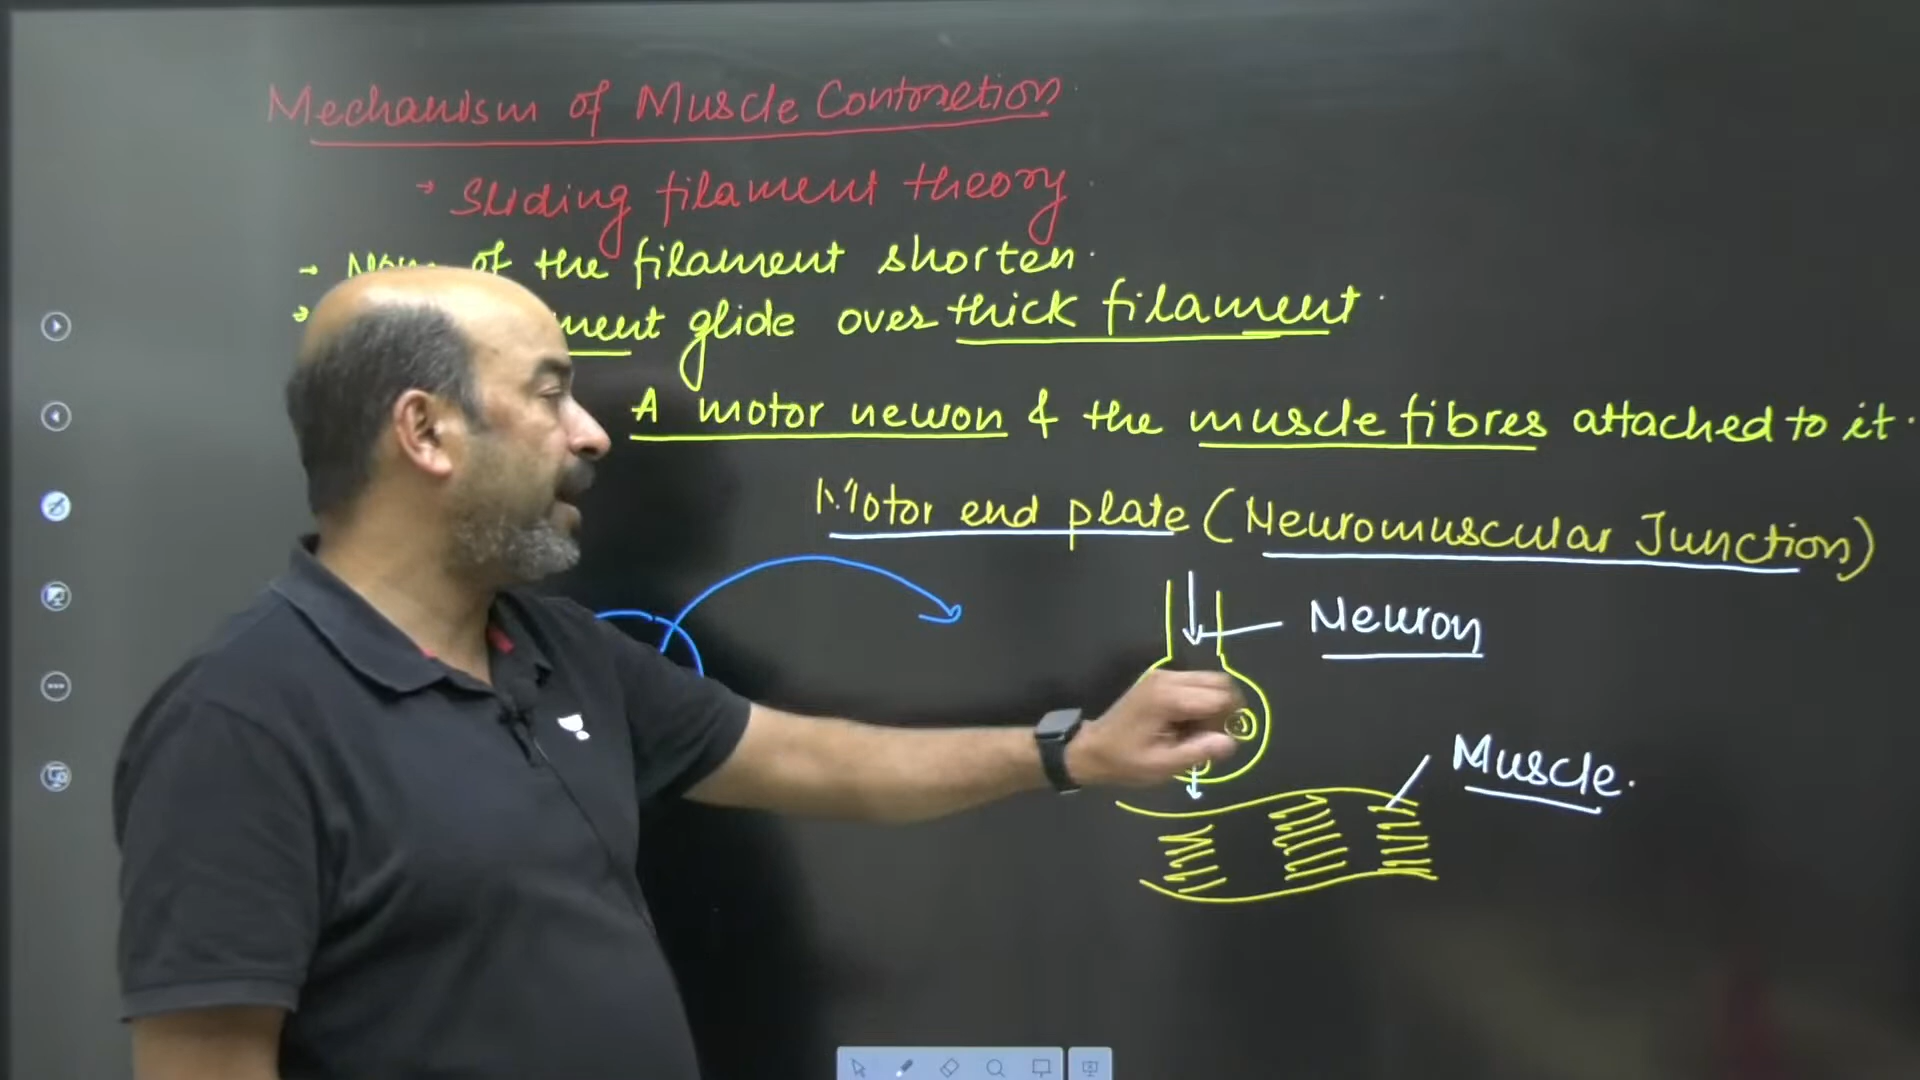 Mechanism of Muscle Contraction
→ Sliding filament theory
→ None of the filament shorten.
→ glide over thick filament.
A motor neuron & the muscle fibres attached to it.
Motor end plate (Neuromuscular Junction)
Neuron
Muscle.